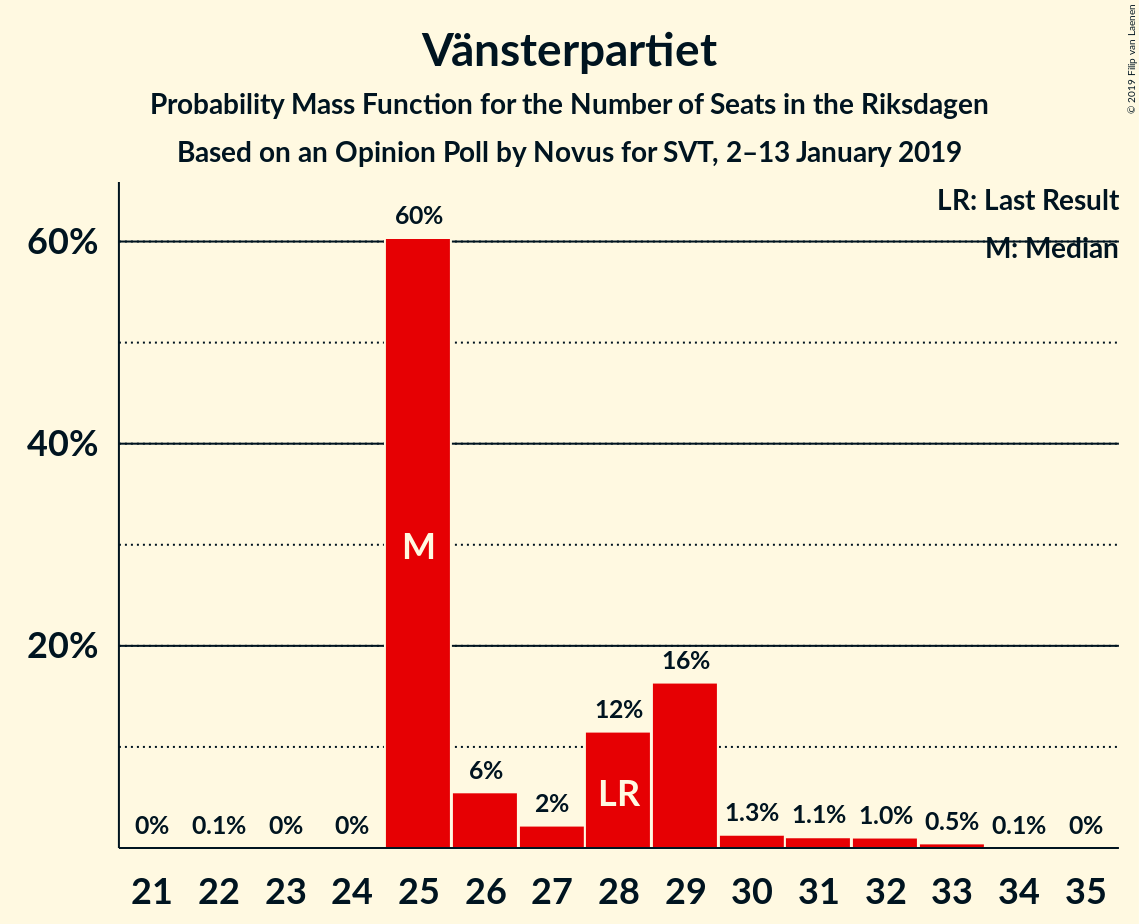 Vänsterpartiet
Probability Mass Function for the Number of Seats in the Riksdagen
Based on an Opinion Poll by Novus for SVT, 2–13 January 2019
© 2019 Filip van Laenen
LR: Last Result
M: Median
60%
40%
20%
0% 0.1% 0% 0% 60% 6% 2% 12% 16% 1.3% 1.1% 1.0% 0.5% 0.1% 0%
M
LR
21 22 23 24 25 26 27 28 29 30 31 32 33 34 35